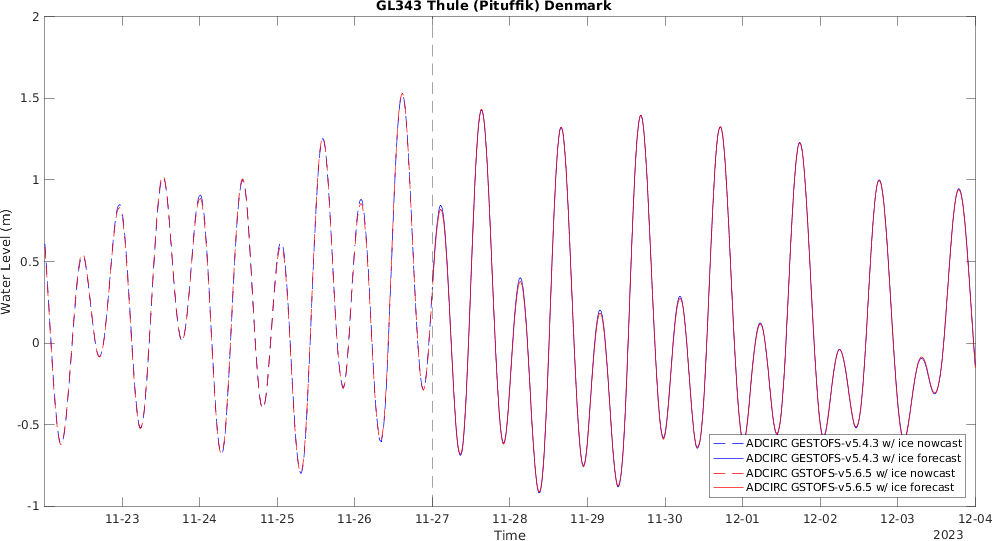 GL343 Thule (Pituffik) Denmark
Water Level (m)
2
1.5
1
0.5
0
-0.5
-1
11-23
11-24
11-25
11-26
11-27
11-28
11-29
11-30
12-01
12-02
12-03
12-04
Time
2023
ADCIRC GESTOFS-v5.4.3 w/ ice nowcast
ADCIRC GESTOFS-v5.4.3 w/ ice forecast
ADCIRC GSTOFS-v5.6.5 w/ ice nowcast
ADCIRC GSTOFS-v5.6.5 w/ ice forecast